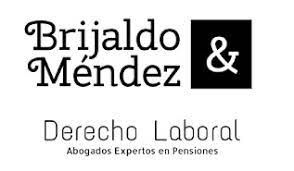 Brijaldo &
Méndez
Derecho Laboral
Abogados Expertos en Pensiones